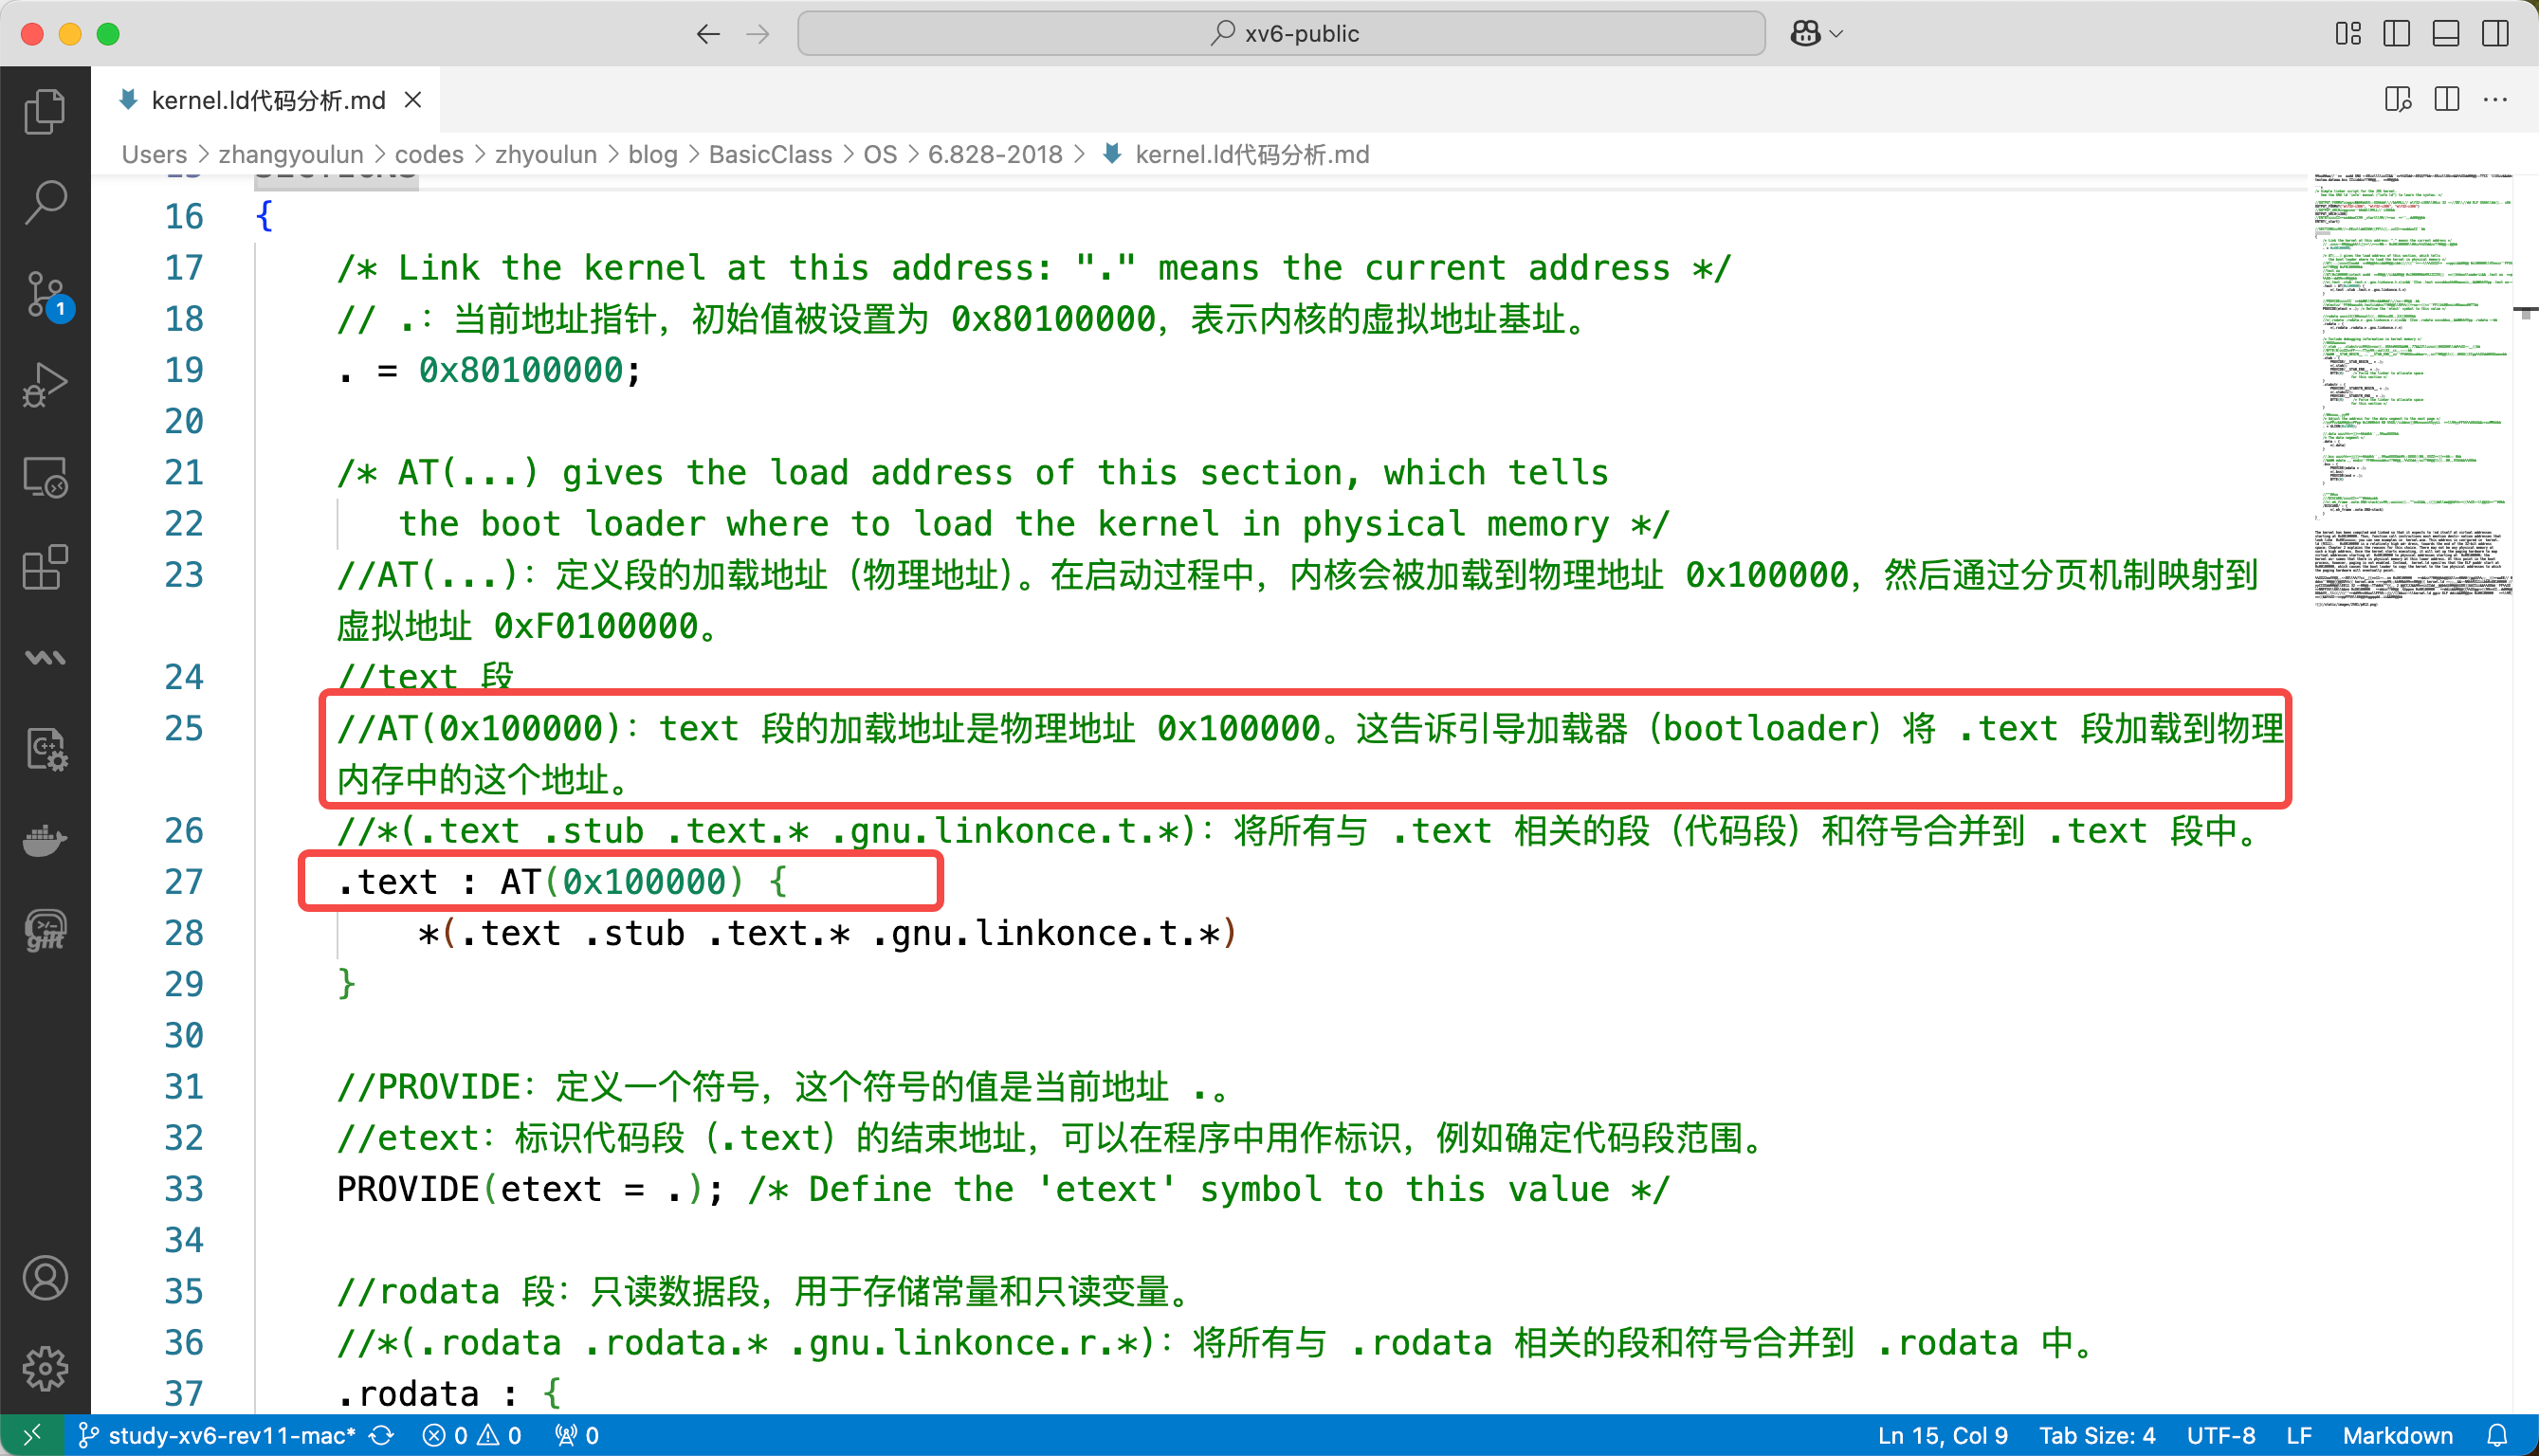 xv6-public
kernel.ld代码分析.md
Users > zhangyoulun > codes > zhyoulun > blog > BasicClass > OS > 6.828-2018 > kernel.ld代码分析.md
16 {
17 /* Link the kernel at this address: "." means the current address */
18 // .: 当前地址指针，初始值被设置为 0x80100000，表示内核的虚拟地址基址。
19 . = 0x80100000;
20
21 /* AT(...) gives the load address of this section, which tells
22 the boot loader where to load the kernel in physical memory */
23 //AT(...): 定义段的加载地址（物理地址）。在启动过程中，内核会被加载到物理地址 0x100000，然后通过分页机制映射到
虚拟地址 0xF0100000。
24 //text 段
25 //AT(0x100000): text 段的加载地址是物理地址 0x100000。这告诉引导加载器（bootloader）将 .text 段加载到物理
内存中的这个地址。
26 //*(.text .stub .text.* .gnu.linkonce.t.*): 将所有与 .text 相关的段（代码段）和符号合并到 .text 段中。
27 .text : AT(0x100000) {
28 *(.text .stub .text.* .gnu.linkonce.t.*)
29 }
30
31 //PROVIDE: 定义一个符号，这个符号的值是当前地址 .。
32 //etext: 标识代码段（.text）的结束地址，可以在程序中用作标识，例如确定代码段范围。
33 PROVIDE(etext = .); /* Define the 'etext' symbol to this value */
34
35 //rodata 段: 只读数据段，用于存储常量和只读变量。
36 //*(.rodata .rodata.* .gnu.linkonce.r.*): 将所有与 .rodata 相关的段和符号合并到 .rodata 中。
37 .rodata : {
1
gift
study-xv6-rev11-mac* 0 0 0 Ln 15, Col 9 Tab Size: 4 UTF-8 LF Markdown